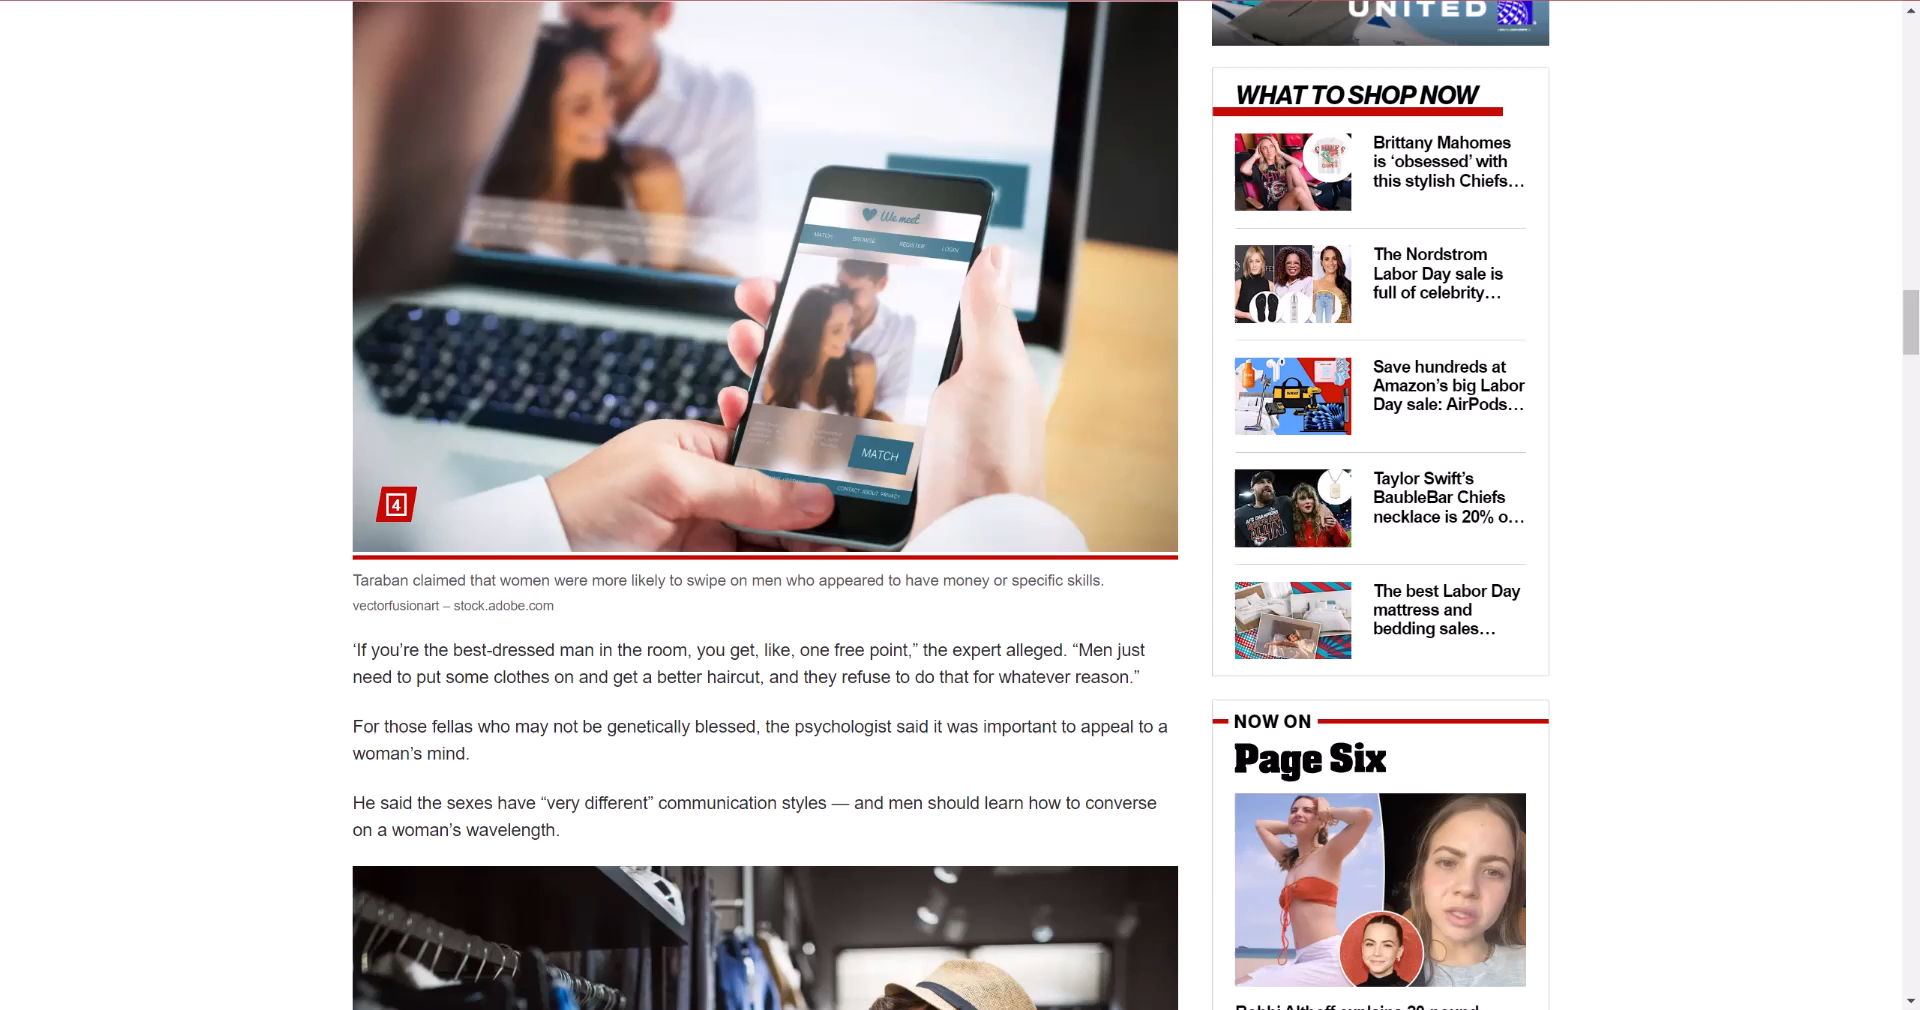 UNITED
We meet
MATCH
BROWSE
REGISTER
LOGIN
MATCH
CONTACT ABOUT PRIVACY
4
Taraban claimed that women were more likely to swipe on men who appeared to have money or specific skills.
vectorfusionart – stock.adobe.com
‘If you’re the best-dressed man in the room, you get, like, one free point,” the expert alleged. “Men just
need to put some clothes on and get a better haircut, and they refuse to do that for whatever reason.”
For those fellas who may not be genetically blessed, the psychologist said it was important to appeal to a
woman’s mind.
He said the sexes have “very different” communication styles — and men should learn how to converse
on a woman’s wavelength.
WHAT TO SHOP NOW
Brittany Mahomes
is ‘obsessed’ with
this stylish Chiefs…
The Nordstrom
Labor Day sale is
full of celebrity…
Save hundreds at
Amazon’s big Labor
Day sale: AirPods…
Taylor Swift’s
BaubleBar Chiefs
necklace is 20% o…
The best Labor Day
mattress and
bedding sales…
NOW ON
Page Six